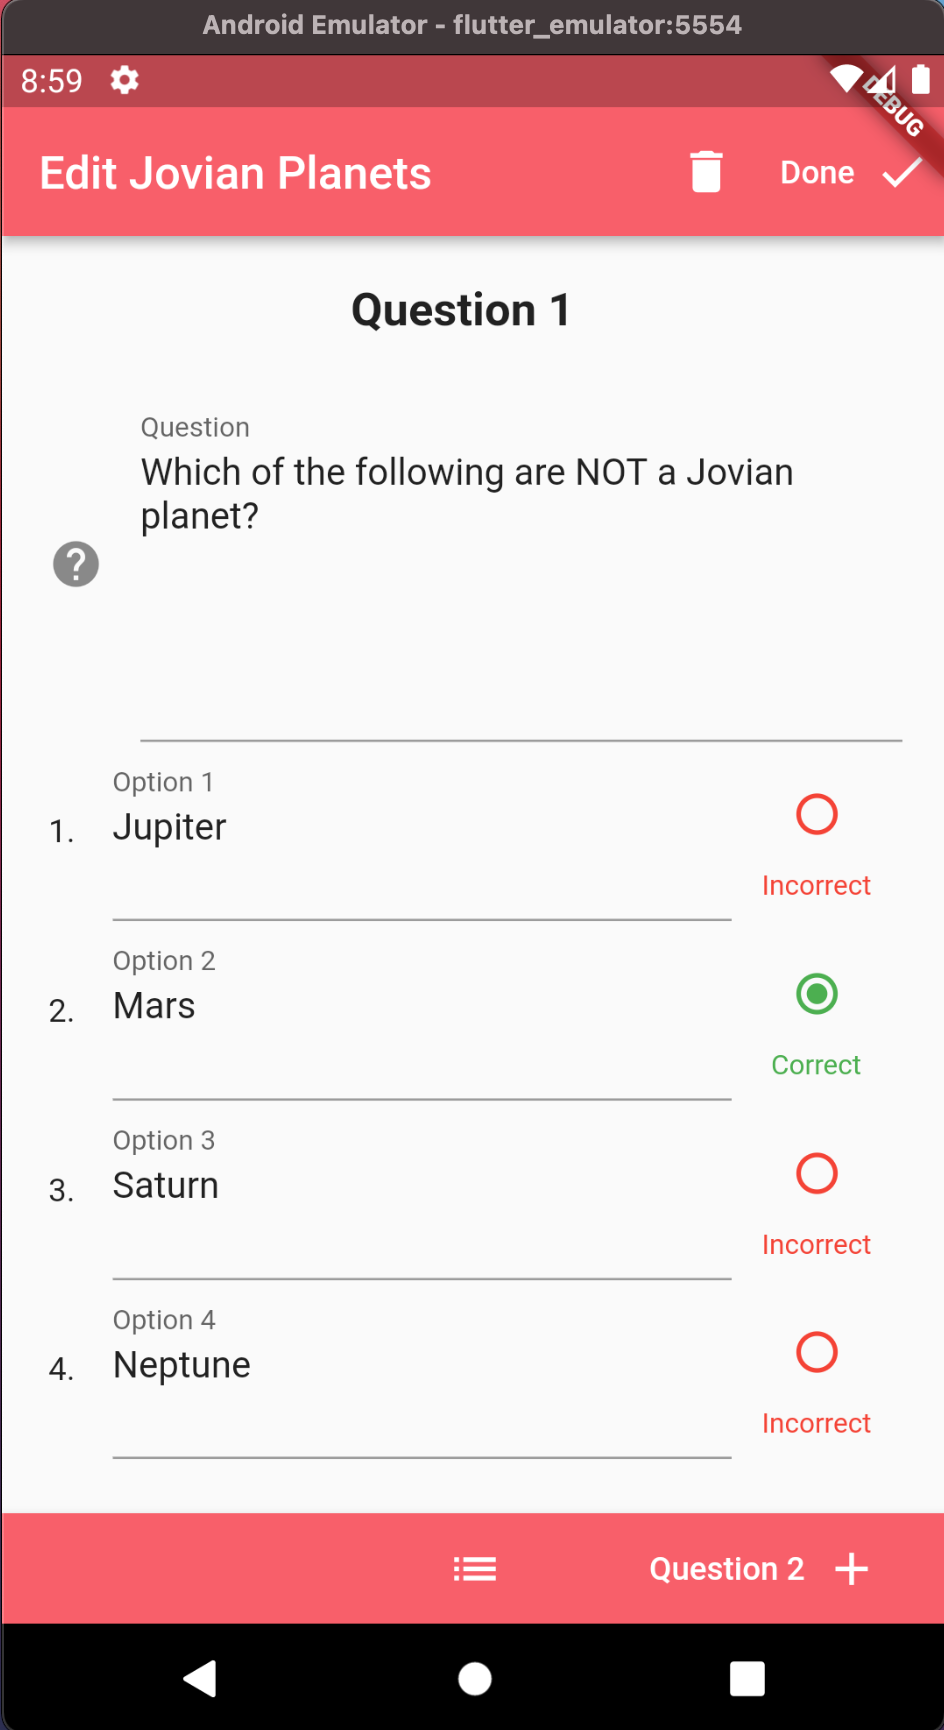 Android Emulator - flutter_emulator:5554
8:59
DEBUG
Edit Jovian Planets
Done
Question 1
Question
Which of the following are NOT a Jovian
planet?
?
Option 1
1. Jupiter
Incorrect
Option 2
2. Mars
Correct
Option 3
3. Saturn
Incorrect
Option 4
4. Neptune
Incorrect
Question 2 +